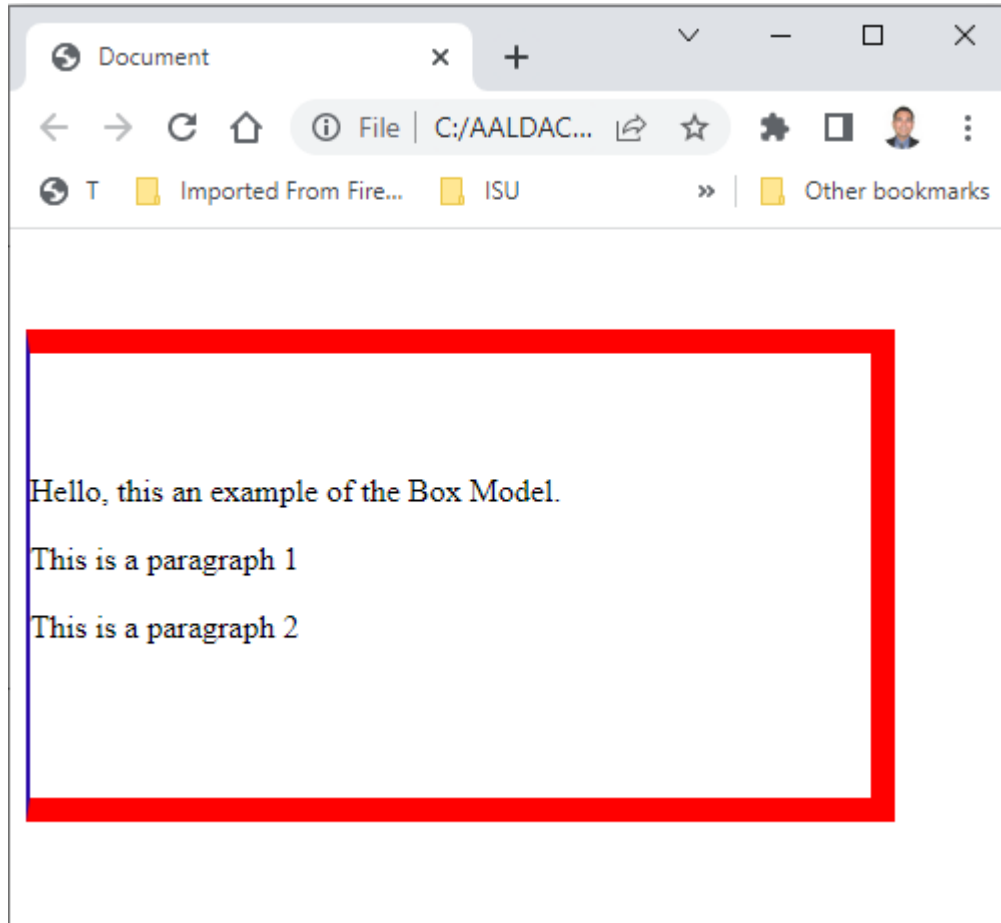 Document
File C:/AALDAC...
T Imported From Fire... ISU » Other bookmarks
Hello, this an example of the Box Model.
This is a paragraph 1
This is a paragraph 2